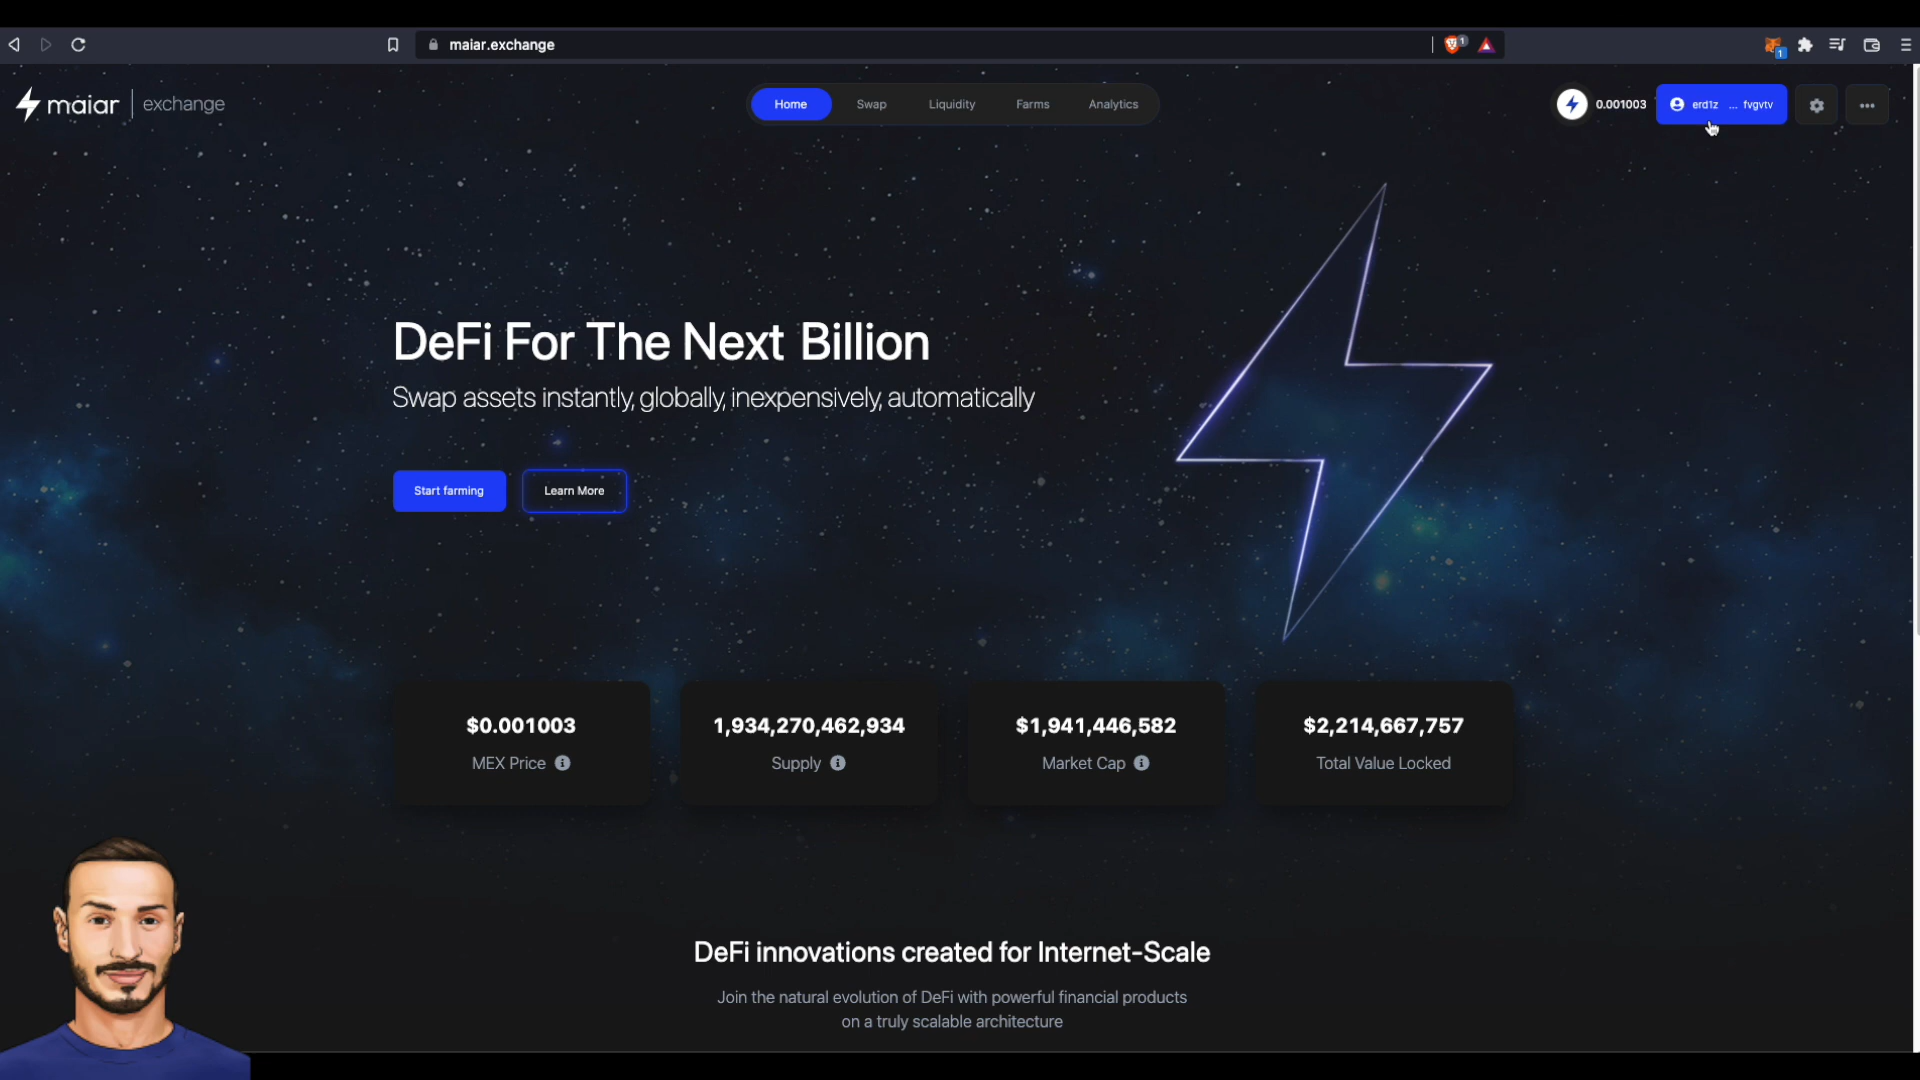 maiar.exchange
1
1
maiar | exchange
Home
Swap
Liquidity
Farms
Analytics
0.001003
erd1z ... fvgvtv
DeFi For The Next Billion
Swap assets instantly, globally, inexpensively, automatically
Start farming
Learn More
$0.001003
MEX Price
1,934,270,462,934
Supply
$1,941,446,582
Market Cap
$2,214,667,757
Total Value Locked
DeFi innovations created for Internet-Scale
Join the natural evolution of DeFi with powerful financial products
on a truly scalable architecture